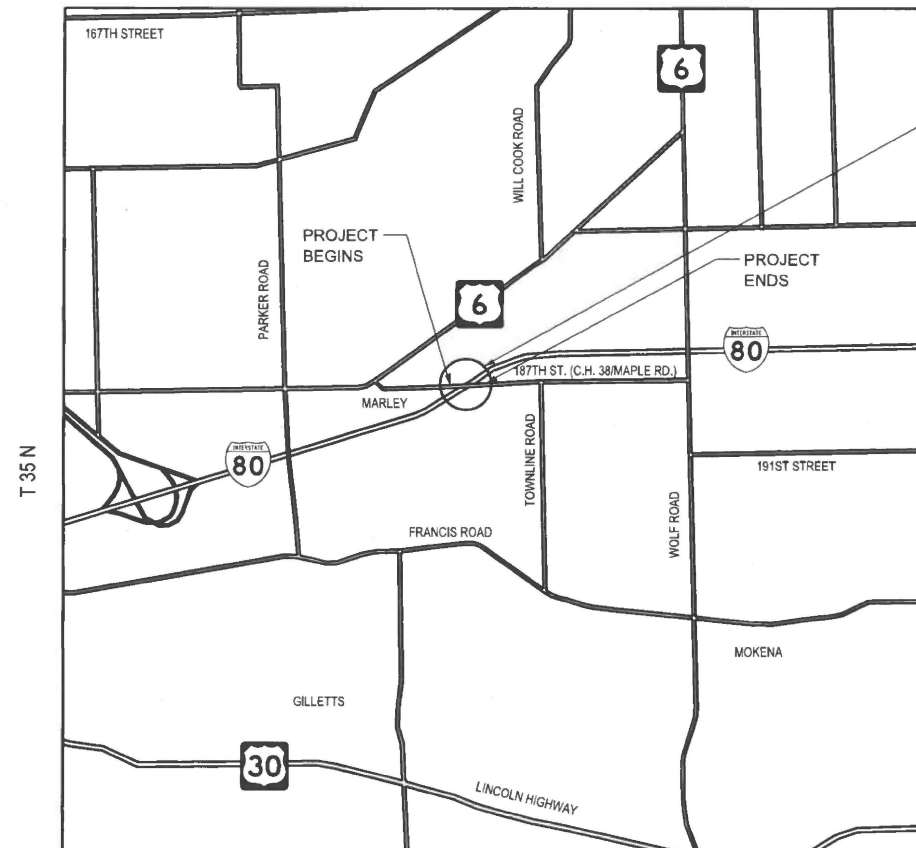 167TH STREET
6
WILL COOK ROAD
PROJECT
BEGINS
PROJECT
ENDS
PARKER ROAD
6
INTERSTATE
80
187TH ST. (C.H. 38/MAPLE RD.)
MARLEY
T 35 N
INTERSTATE
80
TOWNLINE ROAD
191ST STREET
WOLF ROAD
FRANCIS ROAD
MOKENA
GILLETTS
30
LINCOLN HIGHWAY